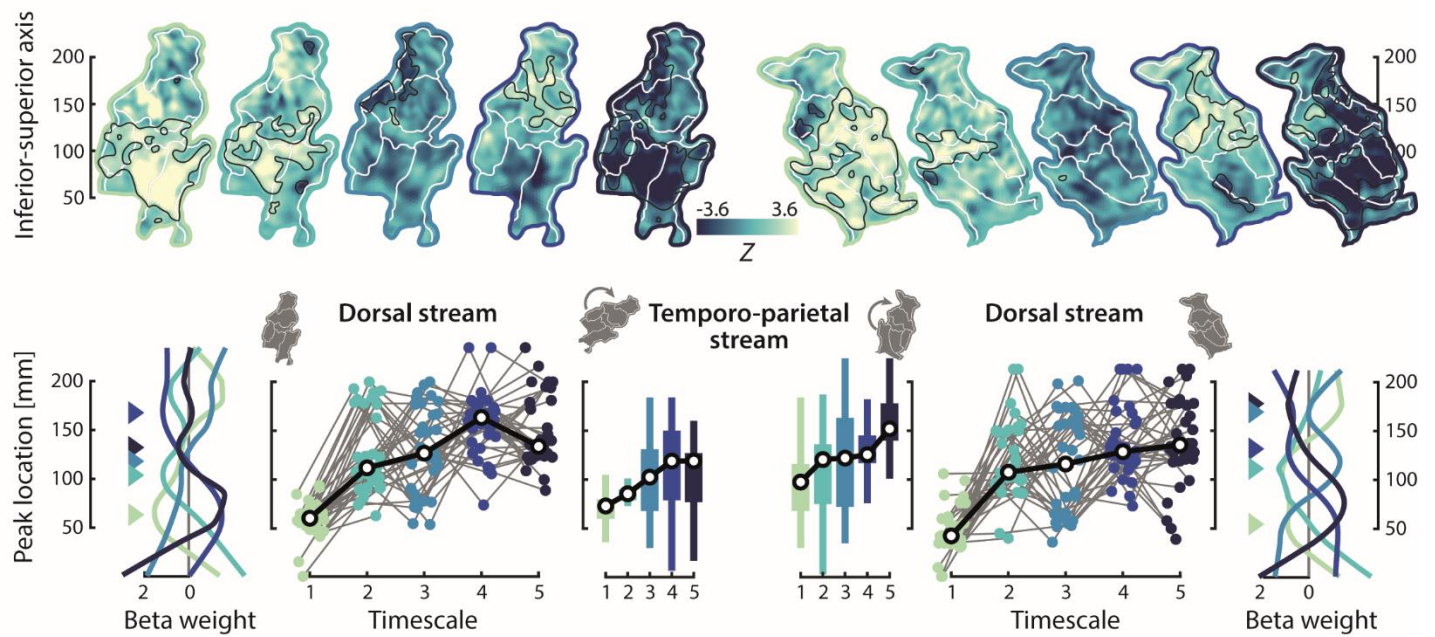 Inferior-superior axis
200
150
100
50
200
150
100
50
-3.6 3.6
Z
Dorsal stream
Temporo-parietal
stream
Dorsal stream
Peak location [mm]
200
150
100
50
200
150
100
50
2 0
1 2 3 4 5
1 2 3 4 5
1 2 3 4 5
1 2 3 4 5
2 0
Beta weight
Timescale
Timescale
Beta weight